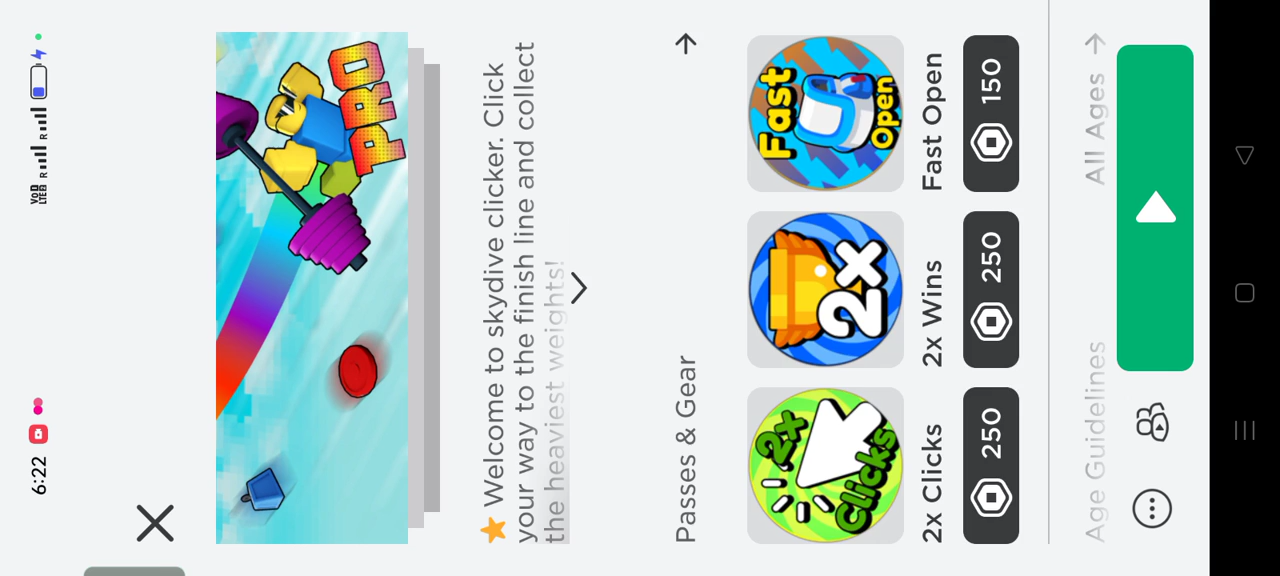 6:22
R R
⭐ Welcome to skydive clicker. Click
your way to the finish line and collect
the heaviest weights!
Passes & Gear
2x Clicks
2x
Fast Open
2x Clicks
2x Wins
Fast Open
250
250
150
Age Guidelines
All Ages